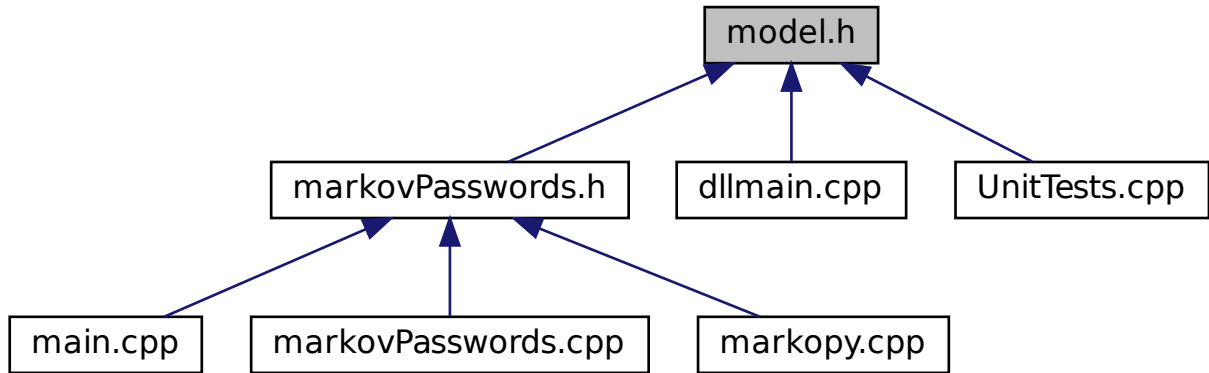 model.h
markovPasswords.h
dllmain.cpp
UnitTests.cpp
main.cpp
markovPasswords.cpp
markopy.cpp